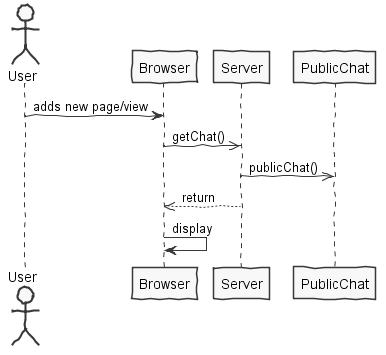 User
Browser
Server
PublicChat
adds new page/view
getChat()
publicChat()
return
display
User
Browser
Server
PublicChat